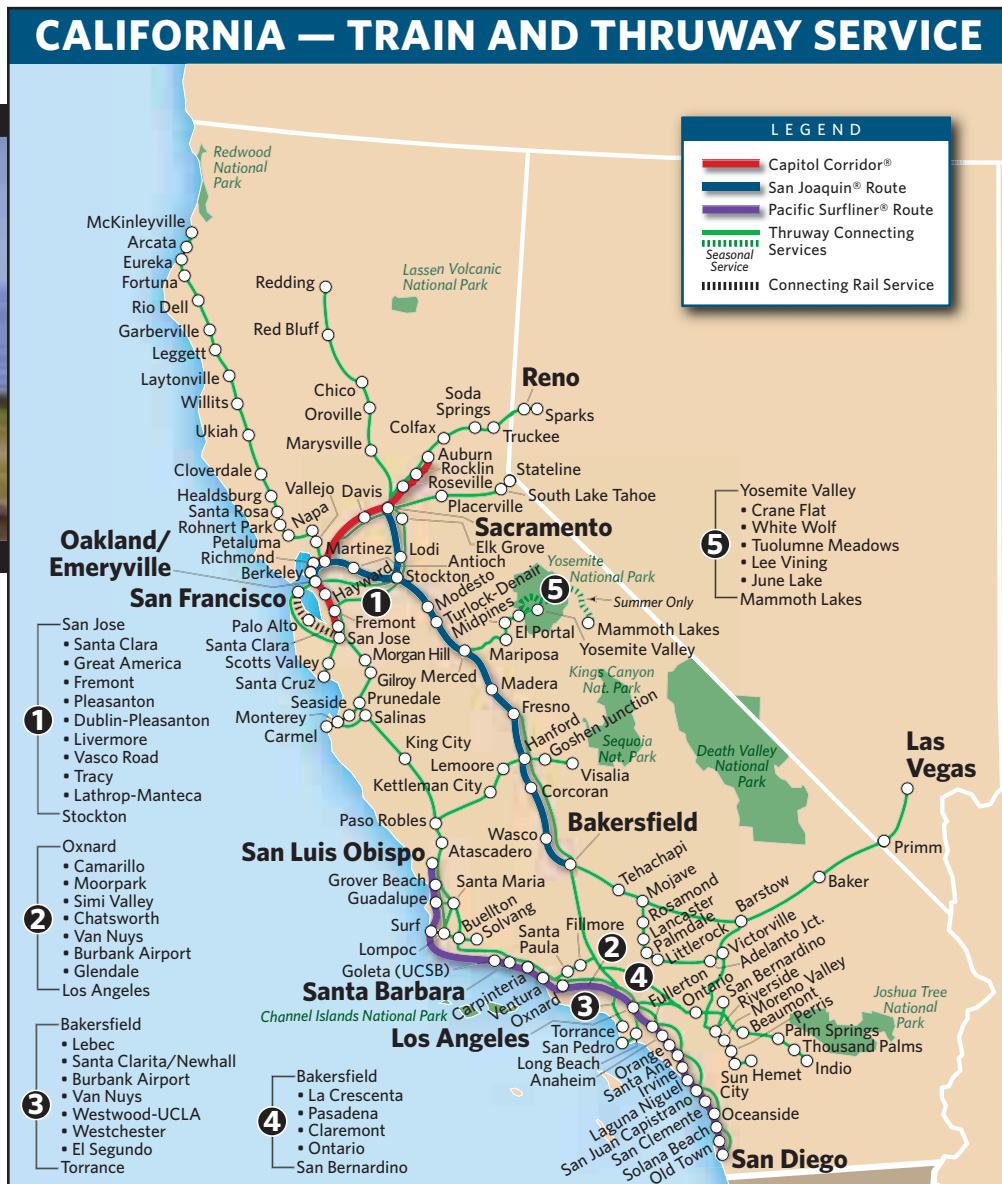 CALIFORNIA — TRAIN AND THRUWAY SERVICE
LEGEND
Capitol Corridor®
San Joaquin® Route
Pacific Surfliner® Route
Thruway Connecting
Services
Seasonal
Service
Connecting Rail Service
Redwood
National
Park
McKinleyville
Arcata
Eureka
Fortuna
Rio Dell
Garberville
Leggett
Laytonville
Willits
Ukiah
Cloverdale
Healdsburg
Santa Rosa
Rohnert Park
Petaluma
Redding
Red Bluff
Chico
Oroville
Marysville
Lassen Volcanic
National Park
Reno
Sparks
Truckee
Soda
Springs
Colfax
Auburn
Rocklin
Roseville
Stateline
South Lake Tahoe
Placerville
Sacramento
Elk Grove
Davis
Vallejo
Napa
Martinez
Lodi
Antioch
Stockton
Oakland/
Emeryville
Richmond
Berkeley
Hayward
San Francisco
1
Fremont
Palo Alto
Santa Clara
San Jose
Scotts Valley
Santa Cruz
Morgan Hill
Gilroy
Prunedale
Seaside
Monterey
Carmel
Salinas
Modesto
Turlock-Denair
Midpines
Merced
Mariposa
El Portal
Yosemite Valley
Yosemite
National Park
5
Summer Only
Mammoth Lakes
Madera
Fresno
Hanford
Goshen Junction
Visalia
Corcoran
Lemoore
Kettleman City
King City
Paso Robles
Atascadero
Wasco
Bakersfield
Kings Canyon
Nat. Park
Sequoia
Nat. Park
Death Valley
National
Park
Las
Vegas
Primm
Baker
Barstow
Tehachapi
Mojave
Rosamond
Lancaster
Palmdale
Littlerock
Victorville
Adelanto Jct.
San Bernardino
Riverside
Moreno Valley
Beaumont
Perris
Palm Springs
Thousand Palms
Indio
Hemet
Sun
City
Joshua Tree
National
Park
San Luis Obispo
Grover Beach
Guadalupe
Surf
Lompoc
Santa Maria
Buellton
Solvang
Goleta (UCSB)
Santa Barbara
Carpinteria
Ventura
Oxnard
Channel Islands National Park
Santa
Paula
Fillmore
2
4
3
Los Angeles
Fullerton
Ontario
Torrance
San Pedro
Long Beach
Anaheim
Orange
Santa Ana
Irvine
Laguna Niguel
San Juan Capistrano
San Clemente
Oceanside
Solana Beach
Old Town
San Diego
1
San Jose
▪ Santa Clara
▪ Great America
▪ Fremont
▪ Pleasanton
▪ Dublin-Pleasanton
▪ Livermore
▪ Vasco Road
▪ Tracy
▪ Lathrop-Manteca
Stockton
2
Oxnard
▪ Camarillo
▪ Moorpark
▪ Simi Valley
▪ Chatsworth
▪ Van Nuys
▪ Burbank Airport
▪ Glendale
Los Angeles
3
Bakersfield
▪ Lebec
▪ Santa Clarita/Newhall
▪ Burbank Airport
▪ Van Nuys
▪ Westwood-UCLA
▪ Westchester
▪ El Segundo
Torrance
4
Bakersfield
▪ La Crescenta
▪ Pasadena
▪ Claremont
▪ Ontario
San Bernardino
5
Yosemite Valley
▪ Crane Flat
▪ White Wolf
▪ Tuolumne Meadows
▪ Lee Vining
▪ June Lake
Mammoth Lakes